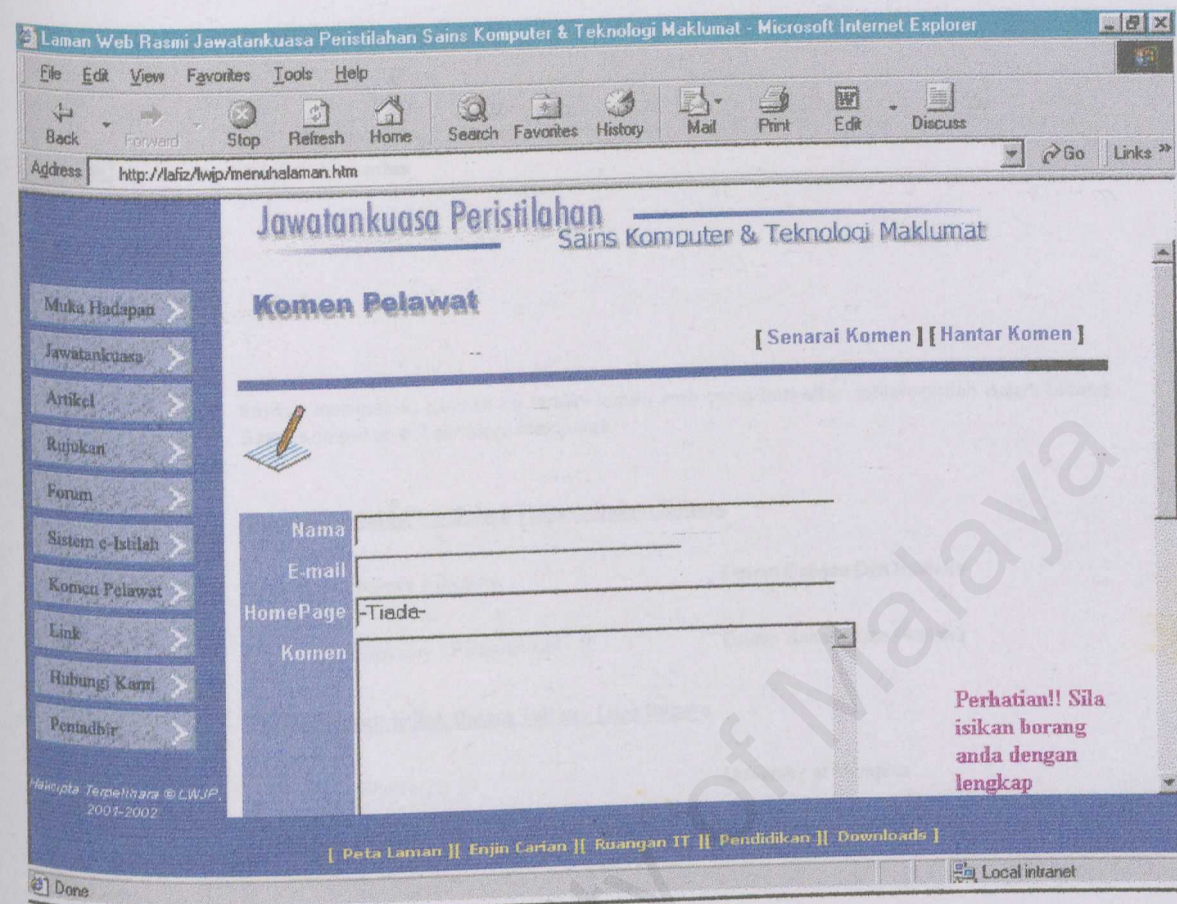 Laman Web Rasmi Jawatankuasa Peristilahan Sains Komputer & Teknologi Maklumat - Microsoft Internet Explorer
File Edit View Favorites Tools Help
Back Forward Stop Refresh Home Search Favorites History Mail Print Edit Discuss
Address http://lafiz/lwjp/menuhalaman.htm Go Links »
Jawatankuasa Peristilahan
Sains Komputer & Teknologi Maklumat
Muka Hadapan
Jawatankuasa
Artikel
Rujukan
Forum
Sistem e-Istilah
Komen Pelawat
Link
Hubungi Kami
Pentadbir
Hakcipta Terpelihara © LWJP.
2001-2002
Komen Pelawat
[ Senarai Komen ] [ Hantar Komen ]
Nama
E-mail
HomePage -Tiada-
Komen
Perhatian!! Sila
isikan borang
anda dengan
lengkap
[ Peta Laman ][ Enjin Carian ][ Ruangan IT ][ Pendidikan ][ Downloads ]
Done Local intranet
of Malaya